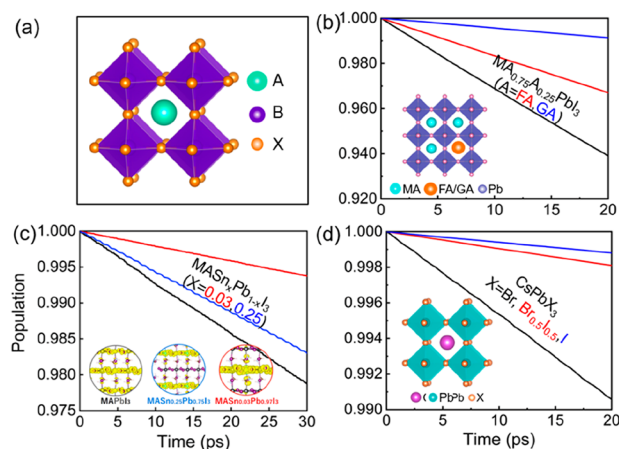 (a)
A
B
X
(b)
1.000
0.980
0.960
0.940
0.920
MA0.75A0.25PbI3
(A=FA,GA)
MA FA/GA Pb
0 5 10 15 20
Time (ps)
(c)
1.000
0.995
0.990
0.985
0.980
0.975
Population
MASnxPb1-xI3
(X=0.03,0.25)
MAPbI3 MASn0.25Pb0.75I3 MASn0.03Pb0.97I3
0 10 20 30
Time (ps)
(d)
1.000
0.998
0.996
0.994
0.992
0.990
CsPbX3
X=Br, Br0.5I0.5, I
PbPb X
0 5 10 15 20
Time (ps)